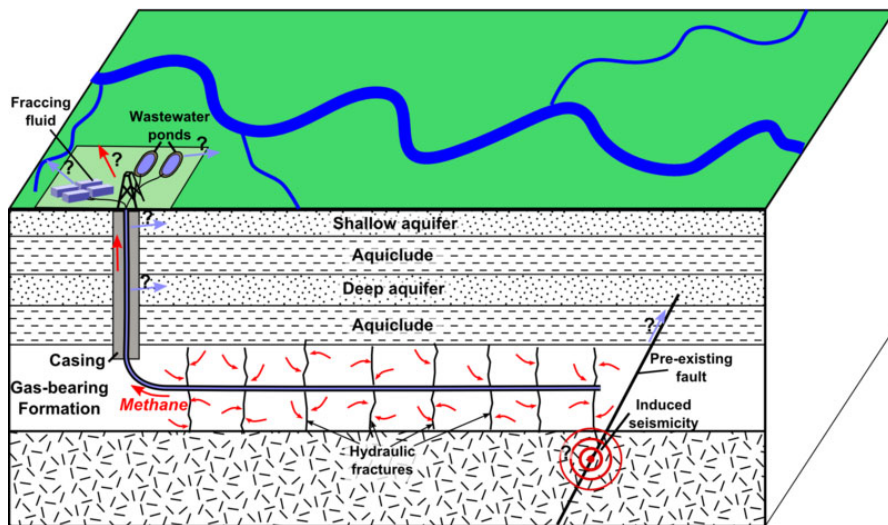 Fraccing
fluid
Wastewater
ponds
?
?
?
?
Shallow aquifer
Aquiclude
?
Deep aquifer
Aquiclude
?
Casing
Pre-existing
fault
Gas-bearing
Formation
Methane
Induced
seismicity
Hydraulic
fractures
?